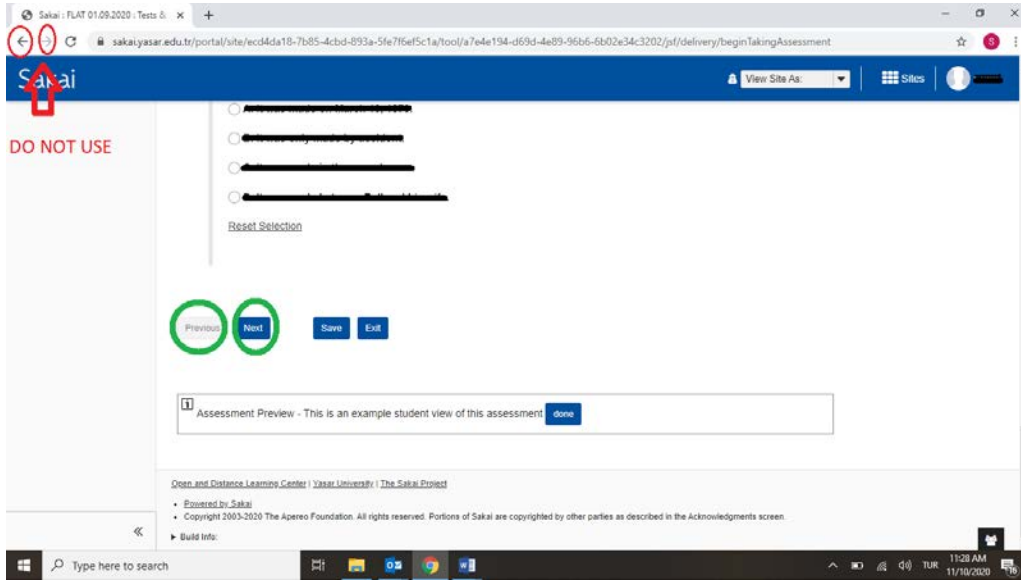 Sakai : FLAT 01.09.2020 : Tests &
sakai.yasar.edu.tr/portal/site/ecd4da18-7b85-4cbd-893a-5fe7f6ef5c1a/tool/a7e4e194-d69d-4e89-96b6-6b02e34c3202/jsf/delivery/beginTakingAssessment
S
Sakai
View Site As:
Sites
DO NOT USE
Reset Selection
Previous
Next
Save
Exit
Assessment Preview - This is an example student view of this assessment
done
Open and Distance Learning Center | Yasar University | The Sakai Project
• Powered by Sakai
• Copyright 2003-2020 The Apereo Foundation. All rights reserved. Portions of Sakai are copyrighted by other parties as described in the Acknowledgments screen.
Build Info:
Type here to search
TUR
11:28 AM
11/10/2020
16